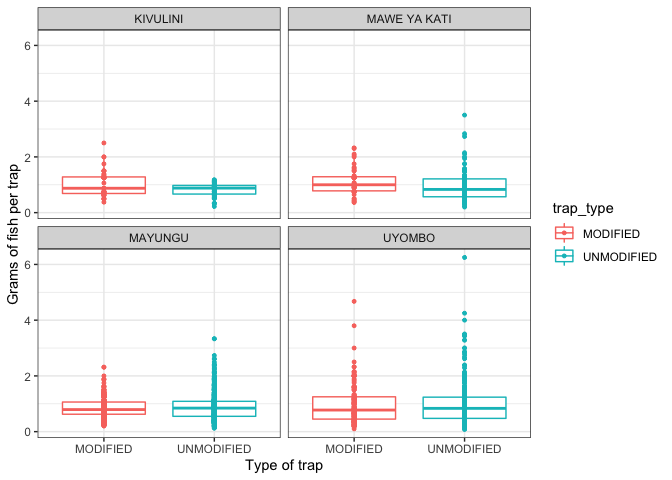 KIVULINI
MAWE YA KATI
6
4
2
0
MAYUNGU
UYOMBO
6
4
2
0
Grams of fish per trap
MODIFIED
UNMODIFIED
MODIFIED
UNMODIFIED
Type of trap
trap_type
MODIFIED
UNMODIFIED